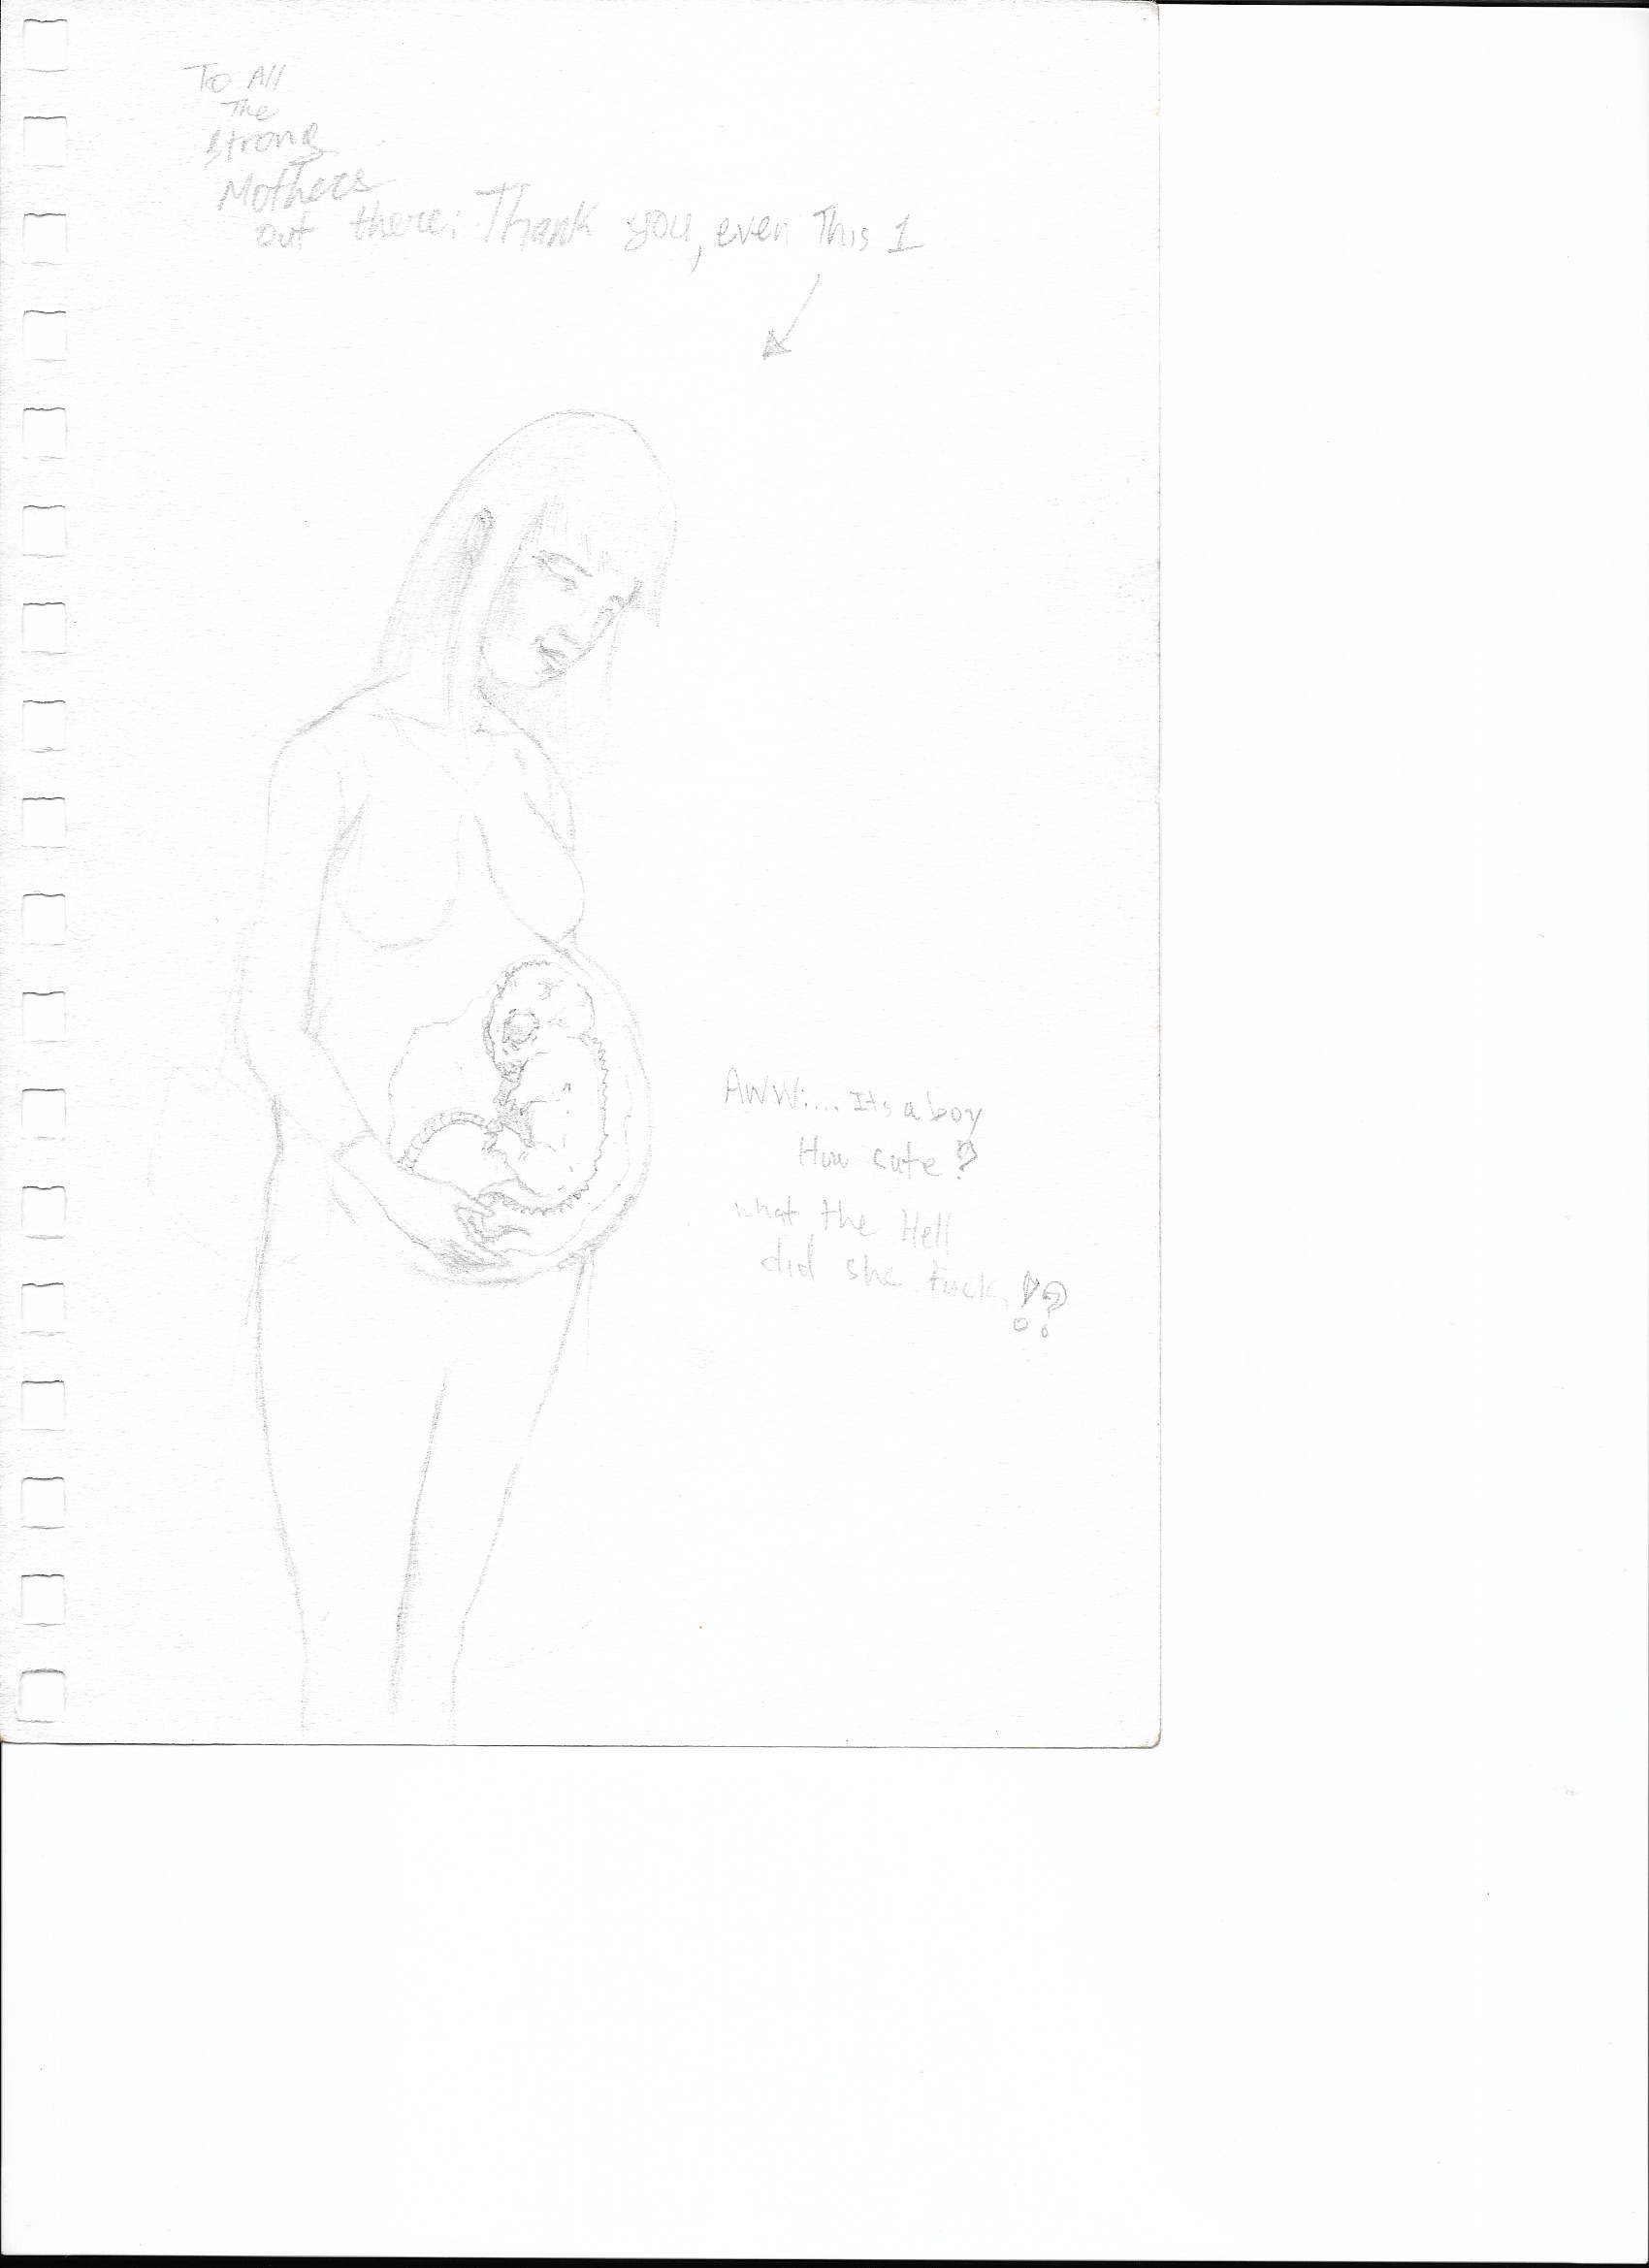 To All
The
Strong
Mothers
out there: Thank you, even This 1
AWW.... Its a boy
How cute?
what the Hell
did she Fuck!?